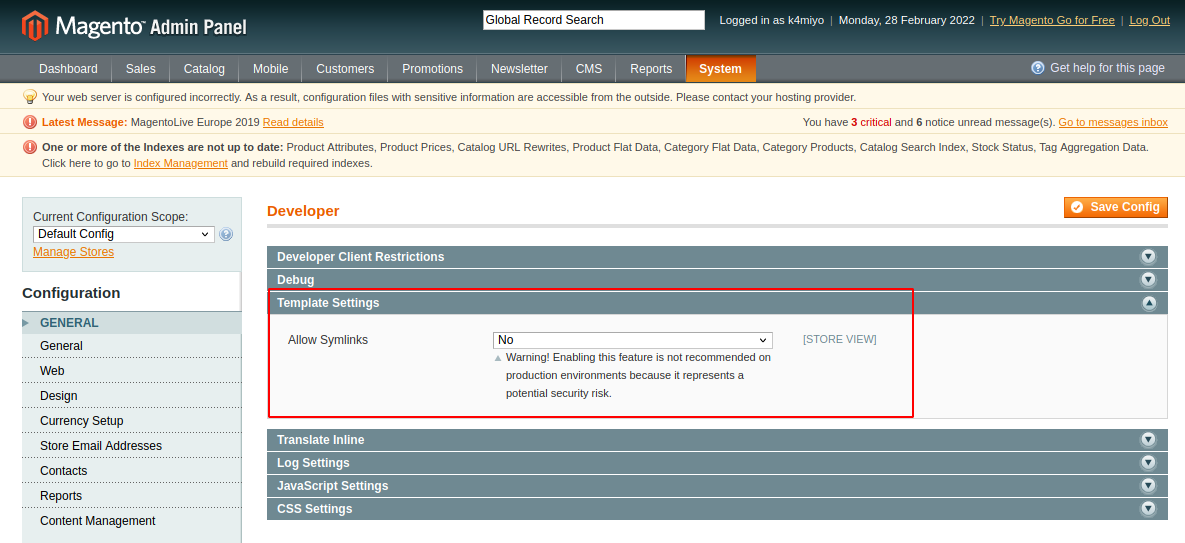 Magento™ Admin Panel
Global Record Search
Logged in as k4miyo | Monday, 28 February 2022 | Try Magento Go for Free | Log Out
Dashboard Sales Catalog Mobile Customers Promotions Newsletter CMS Reports System
Get help for this page
Your web server is configured incorrectly. As a result, configuration files with sensitive information are accessible from the outside. Please contact your hosting provider.
Latest Message: MagentoLive Europe 2019 Read details
You have 3 critical and 6 notice unread message(s). Go to messages inbox
One or more of the Indexes are not up to date: Product Attributes, Product Prices, Catalog URL Rewrites, Product Flat Data, Category Flat Data, Category Products, Catalog Search Index, Stock Status, Tag Aggregation Data.
Click here to go to Index Management and rebuild required indexes.
Current Configuration Scope:
Default Config
Manage Stores
Configuration
GENERAL
General
Web
Design
Currency Setup
Store Email Addresses
Contacts
Reports
Content Management
Developer
Save Config
Developer Client Restrictions
Debug
Template Settings
Allow Symlinks
No
[STORE VIEW]
Warning! Enabling this feature is not recommended on
production environments because it represents a
potential security risk.
Translate Inline
Log Settings
JavaScript Settings
CSS Settings